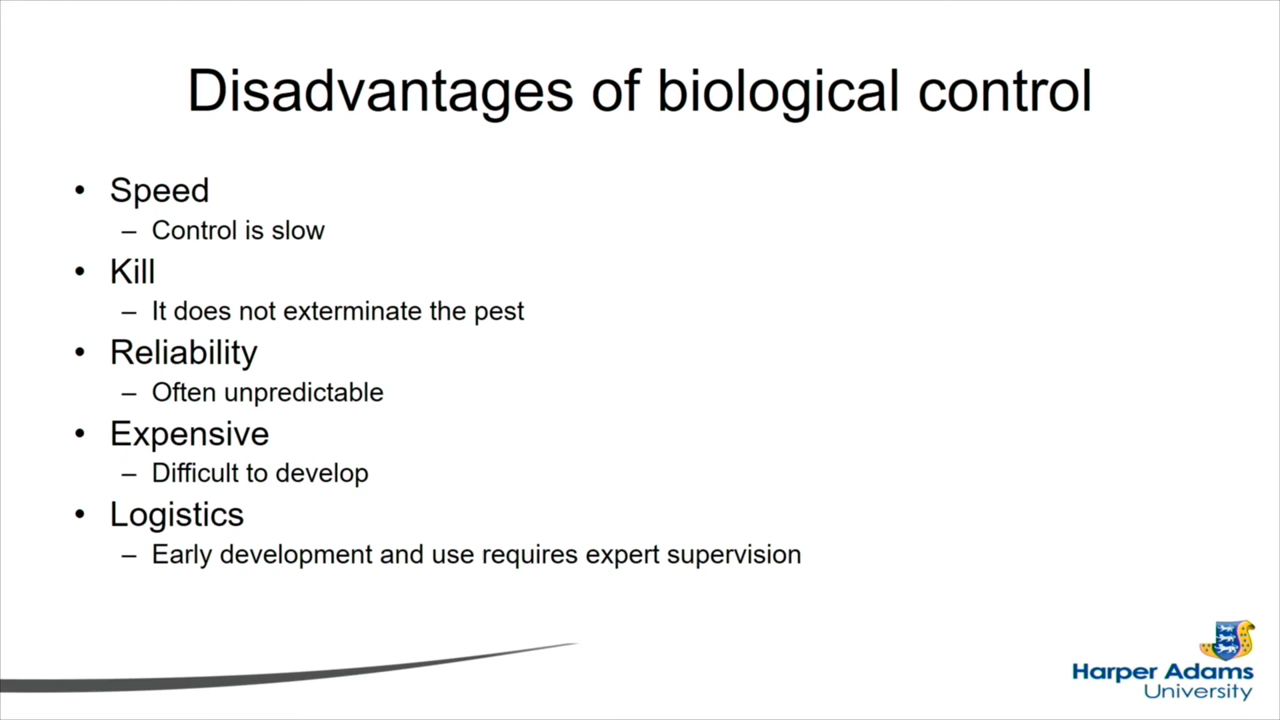 Disadvantages of biological control
• Speed
– Control is slow
• Kill
– It does not exterminate the pest
• Reliability
– Often unpredictable
• Expensive
– Difficult to develop
• Logistics
– Early development and use requires expert supervision
Harper Adams
University